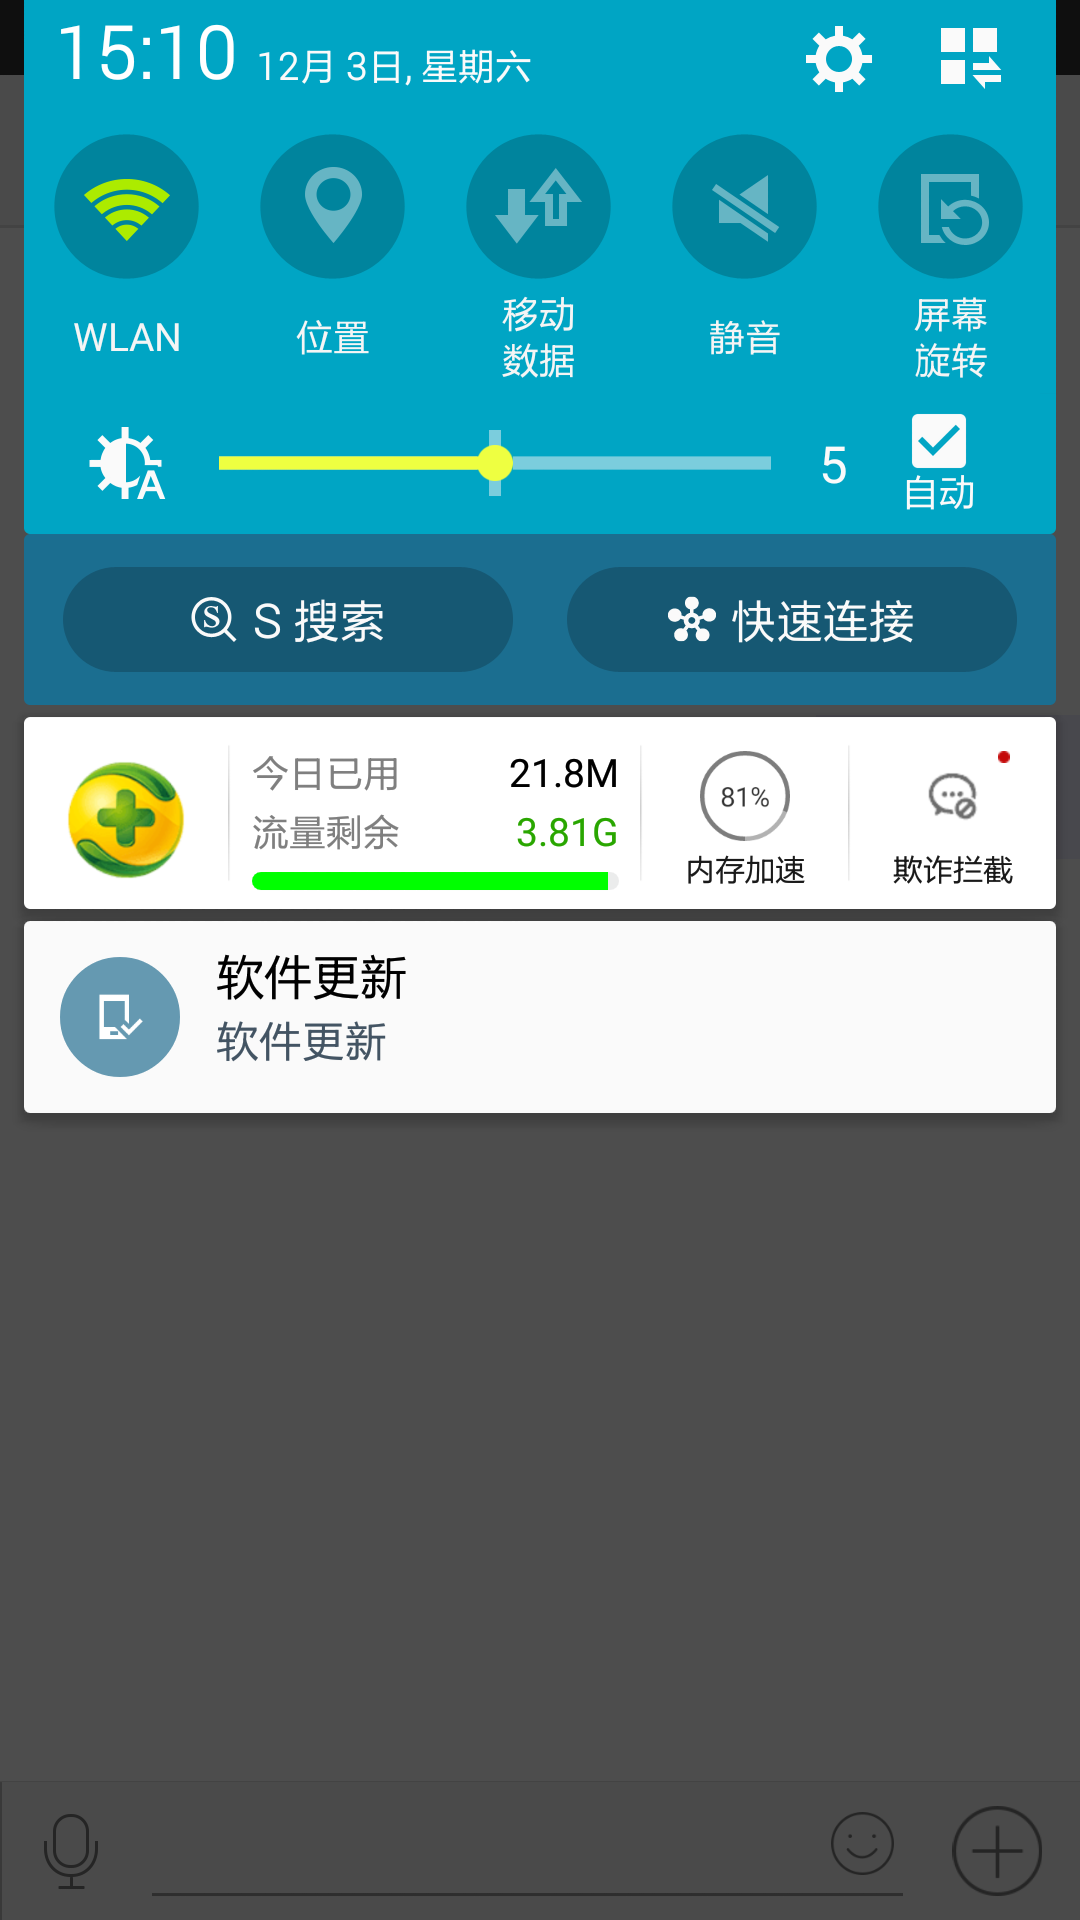 15:10 12月 3日, 星期六
WLAN
位置
移动
数据
静音
屏幕
旋转
A
5
自动
S 搜索
快速连接
今日已用 21.8M
流量剩余 3.81G
81%
内存加速
欺诈拦截
软件更新
软件更新